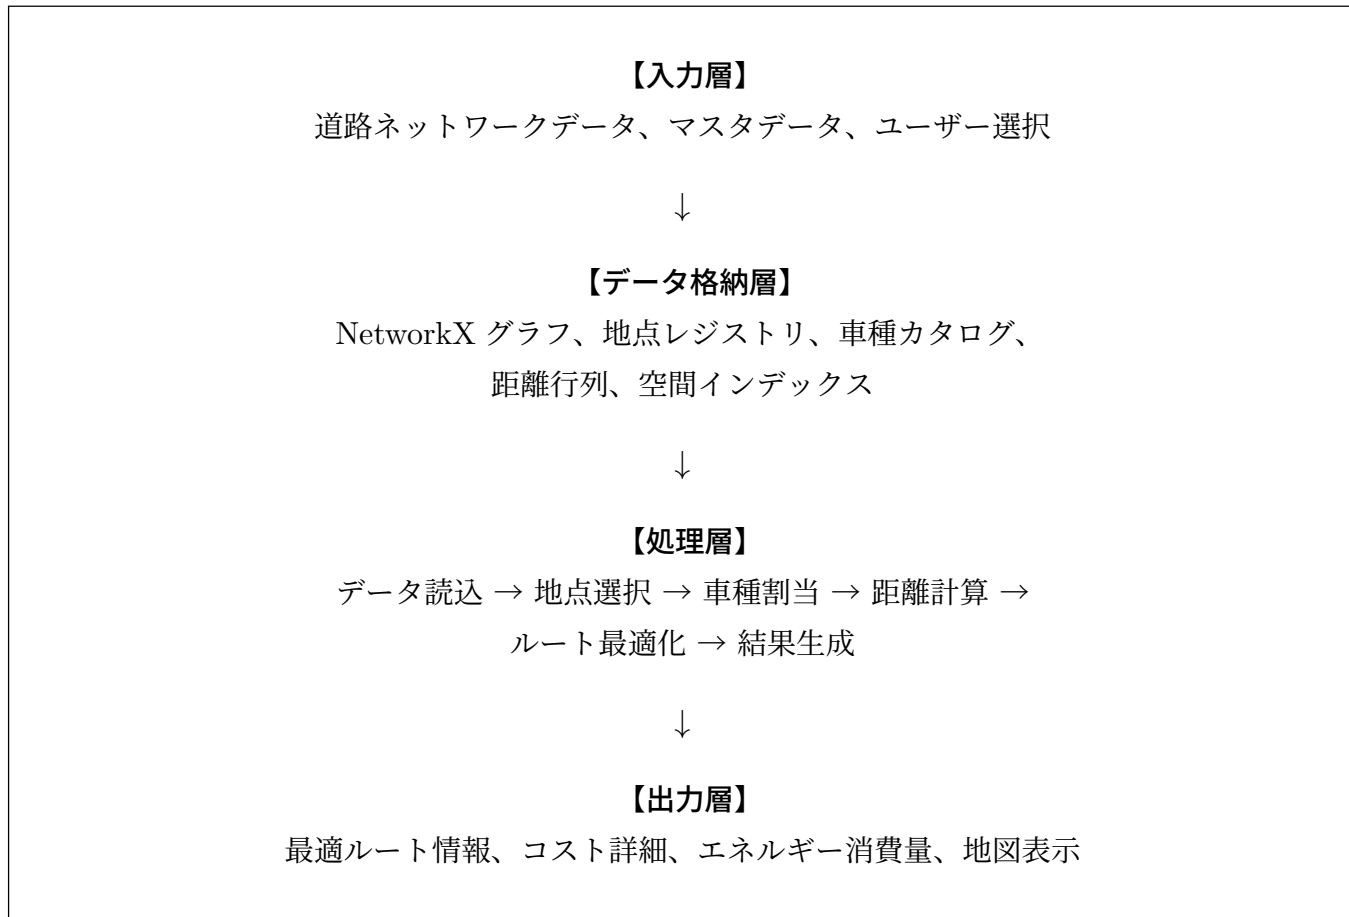 【入力層】
道路ネットワークデータ、マスタデータ、ユーザー選択
↓
【データ格納層】
NetworkX グラフ、地点レジストリ、車種カタログ、
距離行列、空間インデックス
↓
【処理層】
データ読込 → 地点選択 → 車種割当 → 距離計算 →
ルート最適化 → 結果生成
↓
【出力層】
最適ルート情報、コスト詳細、エネルギー消費量、地図表示